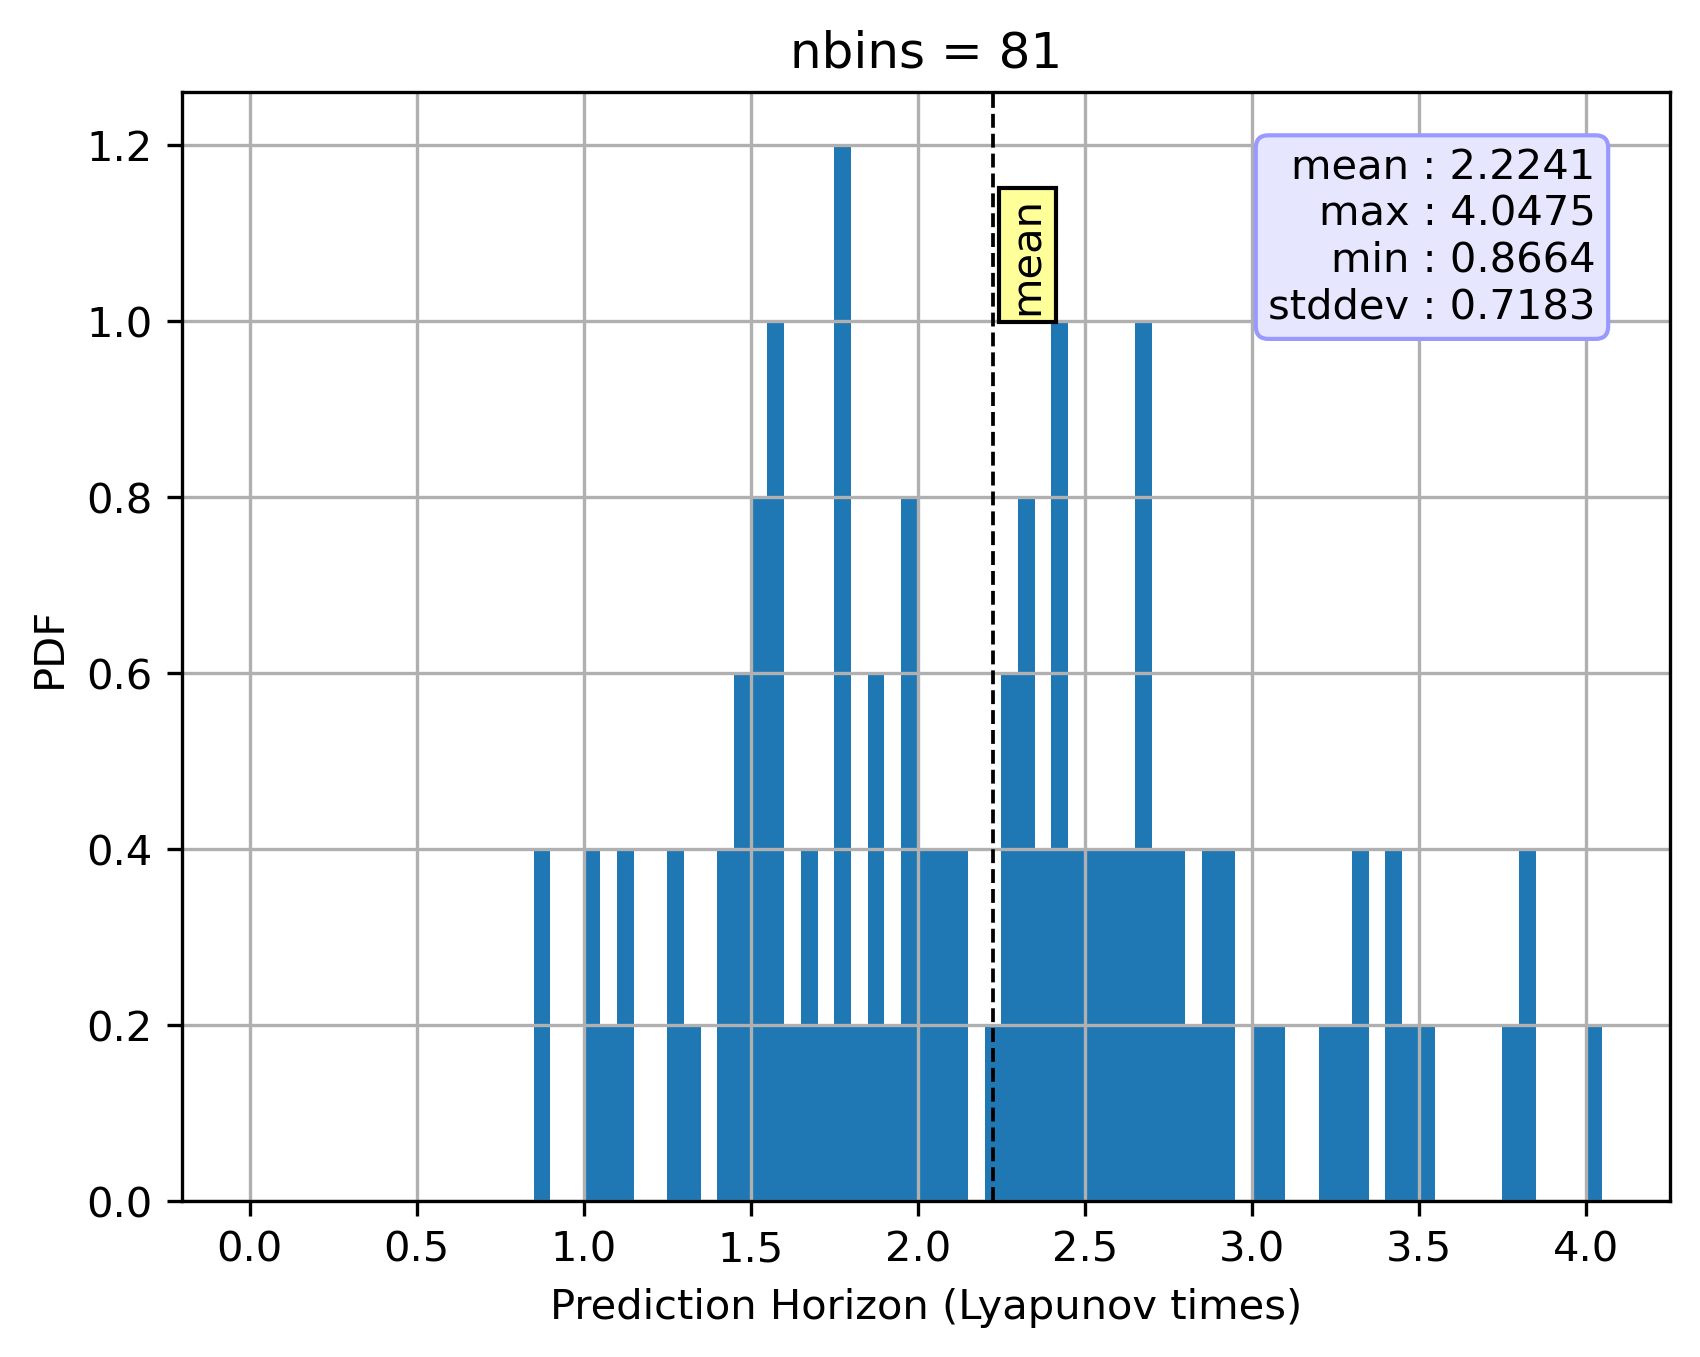 nbins = 81
1.2
1.0
0.8
0.6
0.4
0.2
0.0
PDF
mean
mean : 2.2241
max : 4.0475
min : 0.8664
stddev : 0.7183
0.0 0.5 1.0 1.5 2.0 2.5 3.0 3.5 4.0
Prediction Horizon (Lyapunov times)